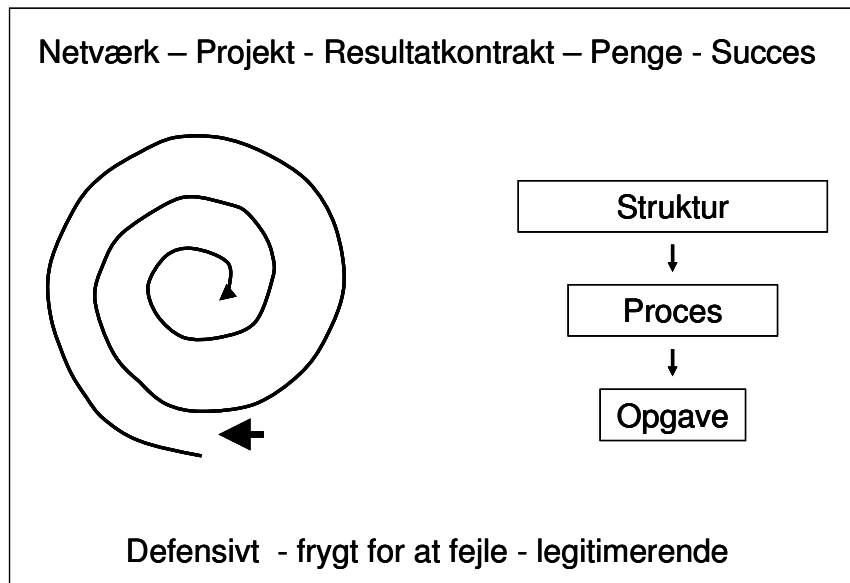 Netværk – Projekt - Resultatkontrakt – Penge - Succes
Struktur
Proces
Opgave
Defensivt - frygt for at fejle - legitimerende